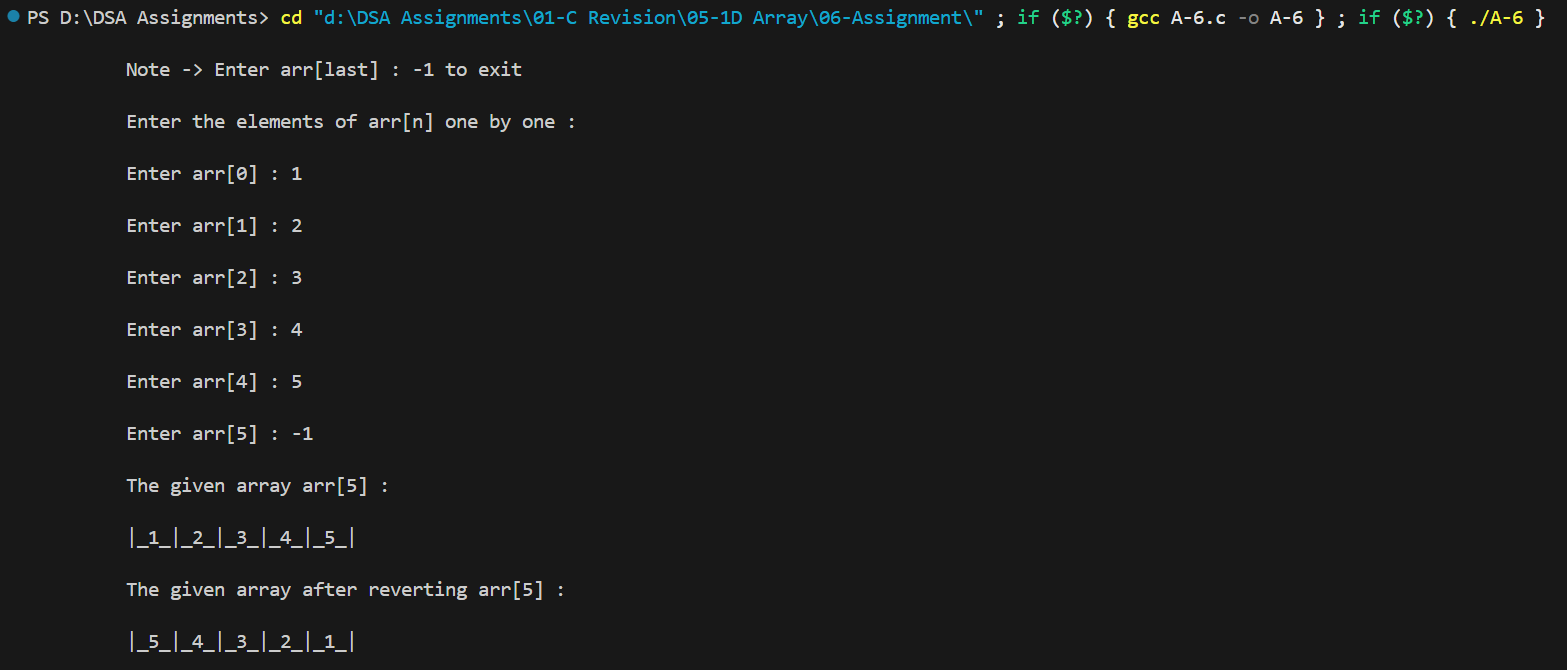 PS D:\DSA Assignments> cd "d:\DSA Assignments\01-C Revision\05-1D Array\06-Assignment\" ; if ($?) { gcc A-6.c -o A-6 } ; if ($?) { ./A-6 }
Note -> Enter arr[last] : -1 to exit
Enter the elements of arr[n] one by one :
Enter arr[0] : 1
Enter arr[1] : 2
Enter arr[2] : 3
Enter arr[3] : 4
Enter arr[4] : 5
Enter arr[5] : -1
The given array arr[5] :
|_1_|_2_|_3_|_4_|_5_|
The given array after reverting arr[5] :
|_5_|_4_|_3_|_2_|_1_|